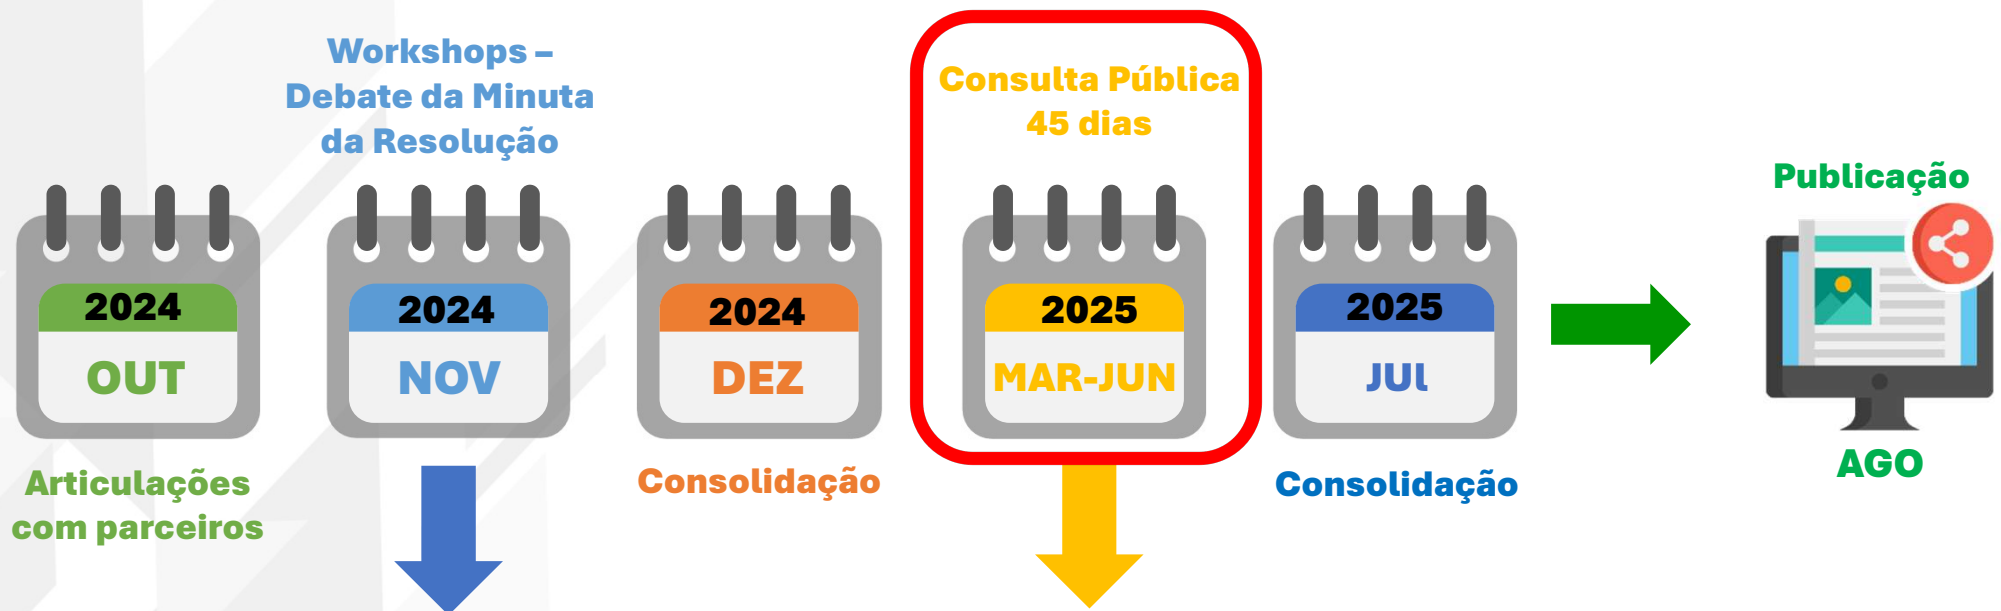 Workshops –
Debate da Minuta
da Resolução
Consulta Pública
45 dias
Publicação
2024
OUT
2024
NOV
2024
DEZ
2025
MAR-JUN
2025
JUl
Articulações
com parceiros
Consolidação
Consolidação
AGO